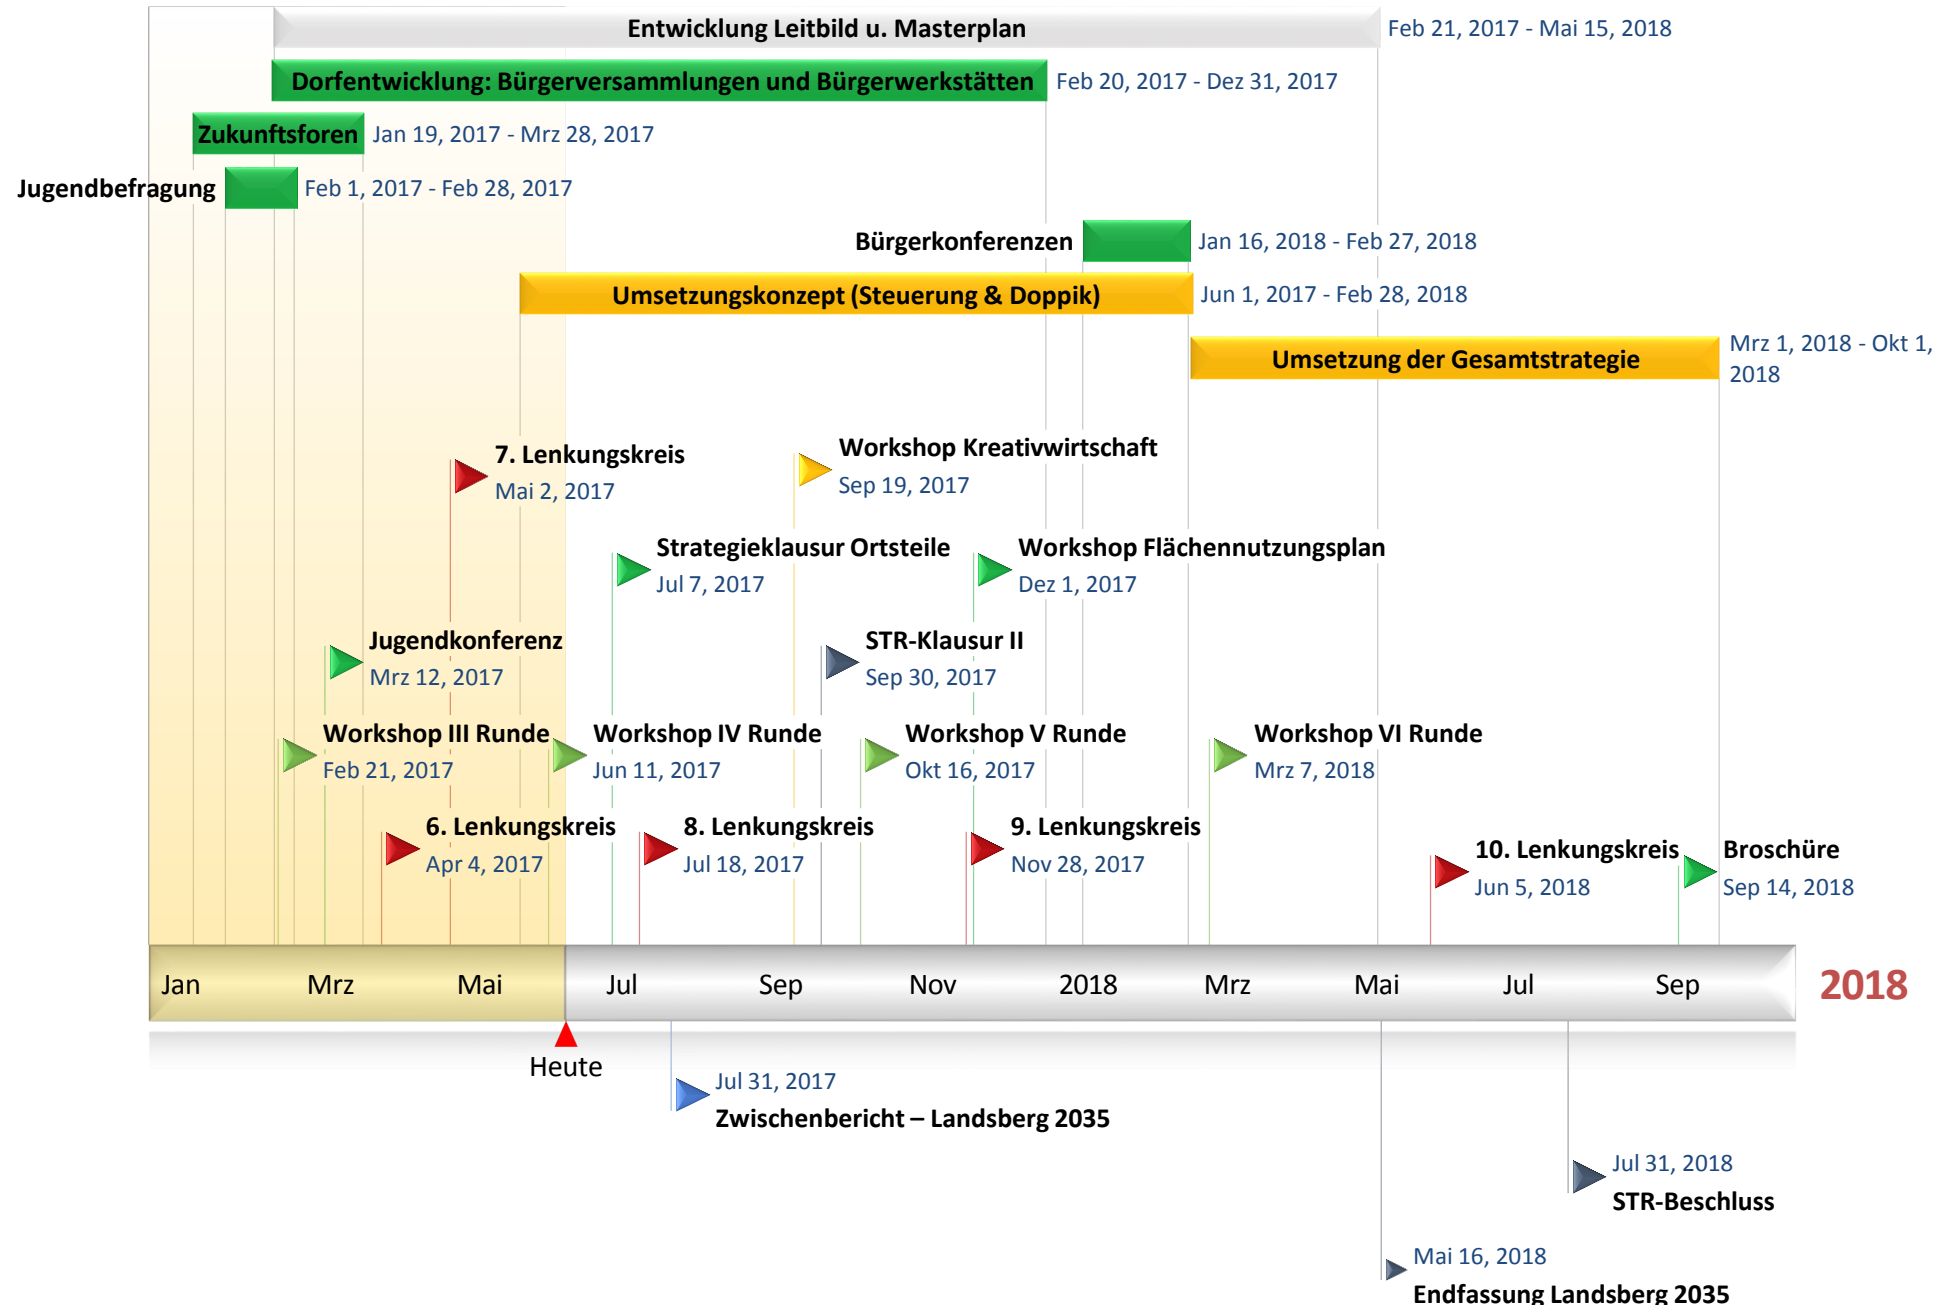 Entwicklung Leitbild u. Masterplan
Feb 21, 2017 - Mai 15, 2018
Dorfentwicklung: Bürgerversammlungen und Bürgerwerkstätten
Feb 20, 2017 - Dez 31, 2017
Zukunftsforen
Jan 19, 2017 - Mrz 28, 2017
Jugendbefragung
Feb 1, 2017 - Feb 28, 2017
Bürgerkonferenzen
Jan 16, 2018 - Feb 27, 2018
Umsetzungskonzept (Steuerung & Doppik)
Jun 1, 2017 - Feb 28, 2018
Umsetzung der Gesamtstrategie
Mrz 1, 2018 - Okt 1,
2018
7. Lenkungskreis
Mai 2, 2017
Workshop Kreativwirtschaft
Sep 19, 2017
Strategieklausur Ortsteile
Jul 7, 2017
Workshop Flächennutzungsplan
Dez 1, 2017
Jugendkonferenz
Mrz 12, 2017
STR-Klausur II
Sep 30, 2017
Workshop III Runde
Feb 21, 2017
Workshop IV Runde
Jun 11, 2017
Workshop V Runde
Okt 16, 2017
Workshop VI Runde
Mrz 7, 2018
6. Lenkungskreis
Apr 4, 2017
8. Lenkungskreis
Jul 18, 2017
9. Lenkungskreis
Nov 28, 2017
10. Lenkungskreis
Jun 5, 2018
Broschüre
Sep 14, 2018
Jan Mrz Mai Jul Sep Nov 2018 Mrz Mai Jul Sep
2018
Heute
Jul 31, 2017
Zwischenbericht – Landsberg 2035
Jul 31, 2018
STR-Beschluss
Mai 16, 2018
Endfassung Landsberg 2035